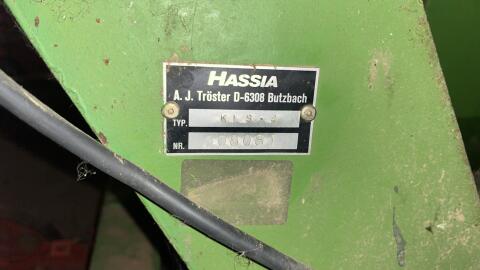 HASSIA
A. J. Tröster D-6308 Butzbach
TYP.
NR.